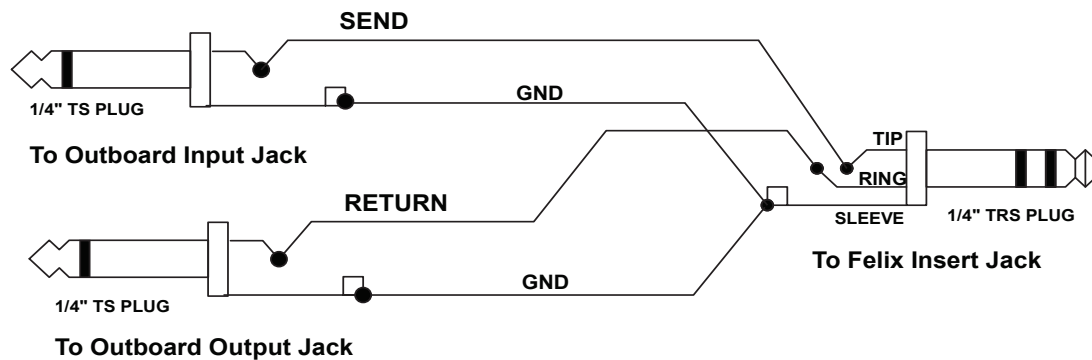 SEND
GND
1/4" TS PLUG
To Outboard Input Jack
TIP
RING
RETURN
SLEEVE
1/4" TRS PLUG
To Felix Insert Jack
GND
1/4" TS PLUG
To Outboard Output Jack